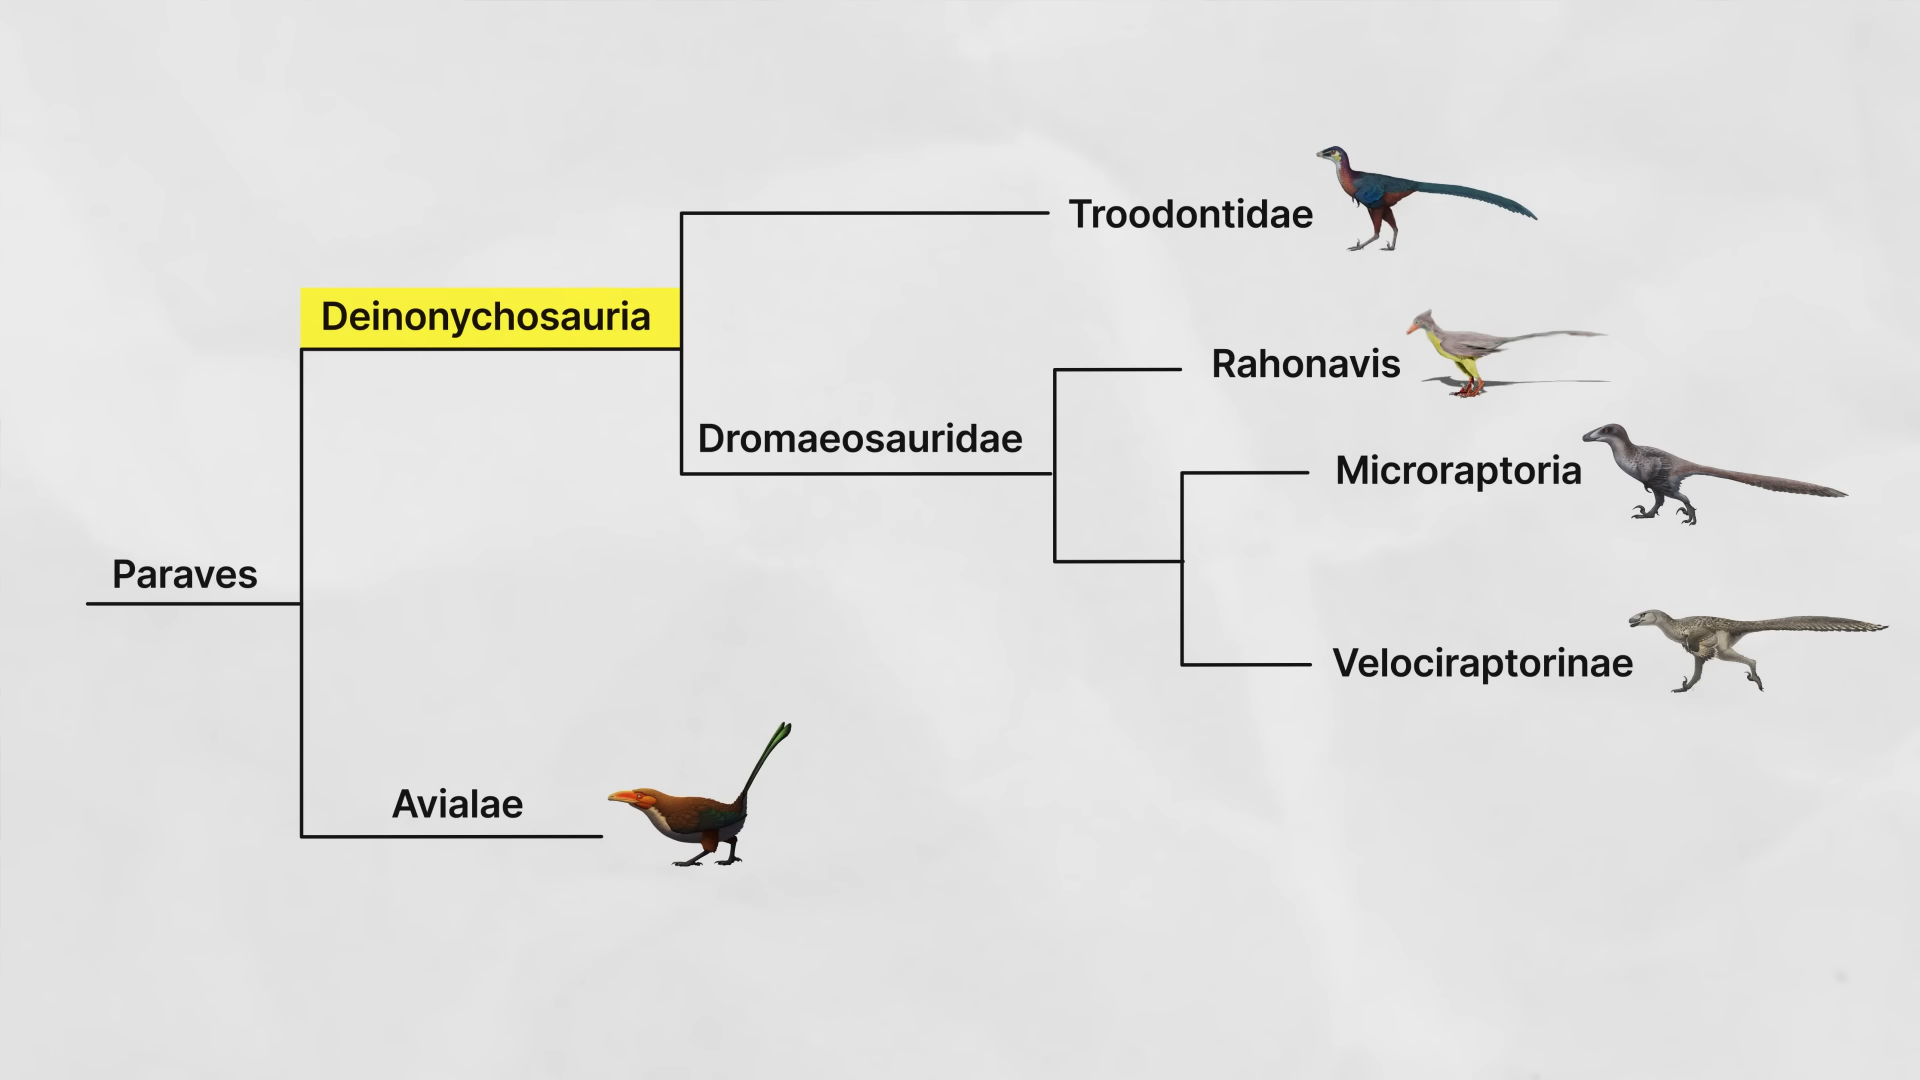 Troodontidae
Deinonychosauria
Rahonavis
Dromaeosauridae
Microraptoria
Paraves
Velociraptorinae
Avialae